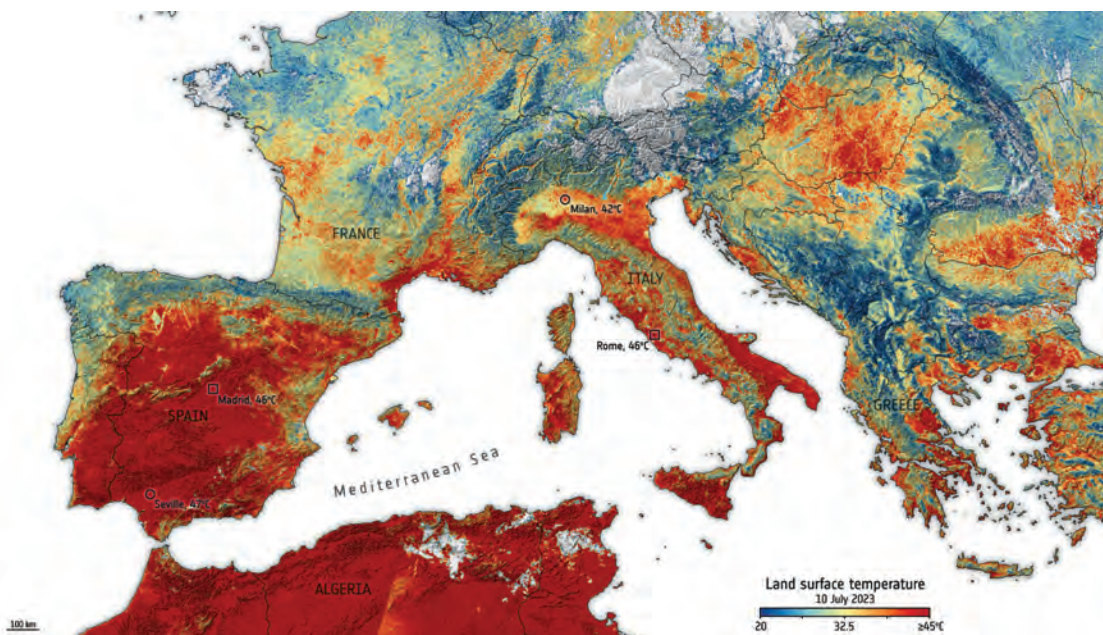 Milan, 42°C
FRANCE
ITALY
Rome, 46°C
Madrid, 46°C
SPAIN
GREECE
Mediterranean Sea
Seville, 47°C
ALGERIA
Land surface temperature
10 July 2023
20 32.5 ≥45°C
100 km